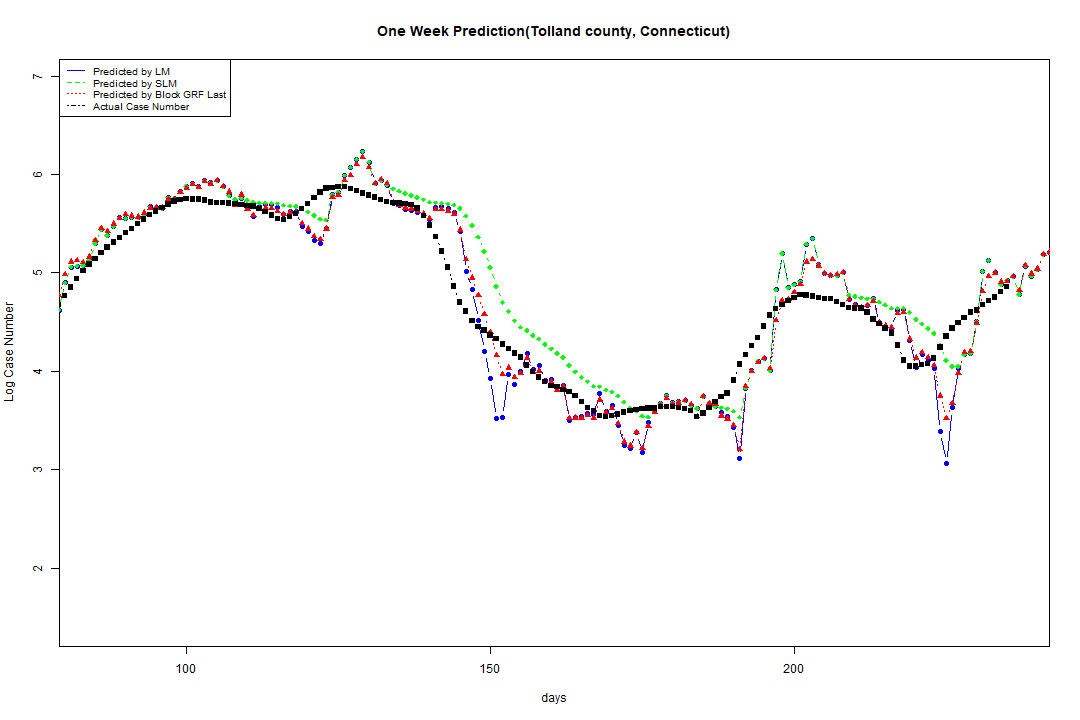 One Week Prediction(Tolland county, Connecticut)
Predicted by LM
Predicted by SLM
Predicted by Block GRF Last
Actual Case Number
7
6
5
4
3
2
Log Case Number
100
150
200
days